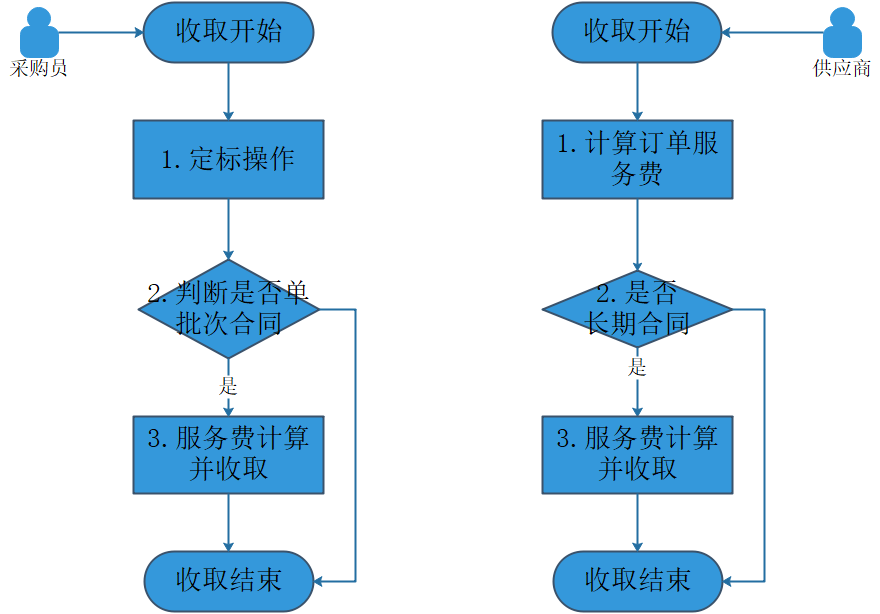 采购员
收取开始
1.定标操作
2.判断是否单
批次合同
是
3.服务费计算
并收取
收取结束
供应商
收取开始
1.计算订单服
务费
2.是否
长期合同
是
3.服务费计算
并收取
收取结束